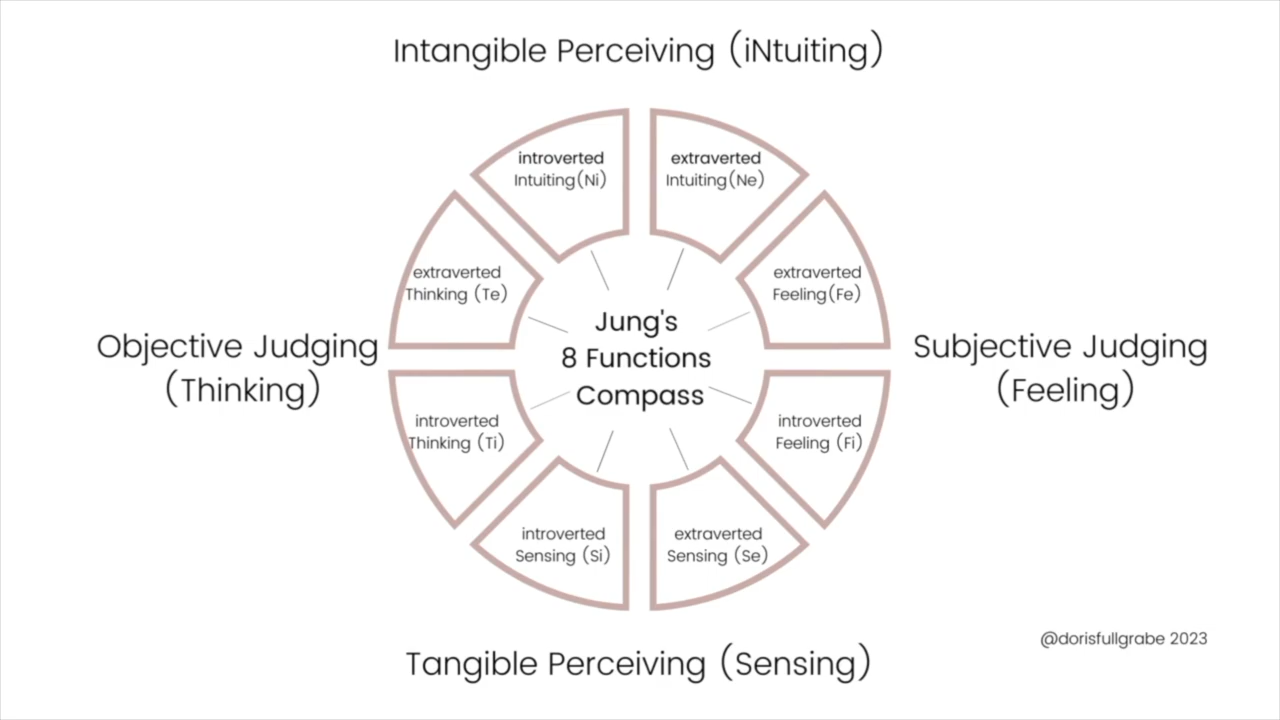 Intangible Perceiving (iNtuiting)
introverted
Intuiting(Ni)
extraverted
Intuiting(Ne)
extraverted
Thinking (Te)
extraverted
Feeling(Fe)
Objective Judging
(Thinking)
Jung's
8 Functions
Compass
Subjective Judging
(Feeling)
introverted
Thinking (Ti)
introverted
Feeling (Fi)
introverted
Sensing (Si)
extraverted
Sensing (Se)
@dorisfullgrabe 2023
Tangible Perceiving (Sensing)